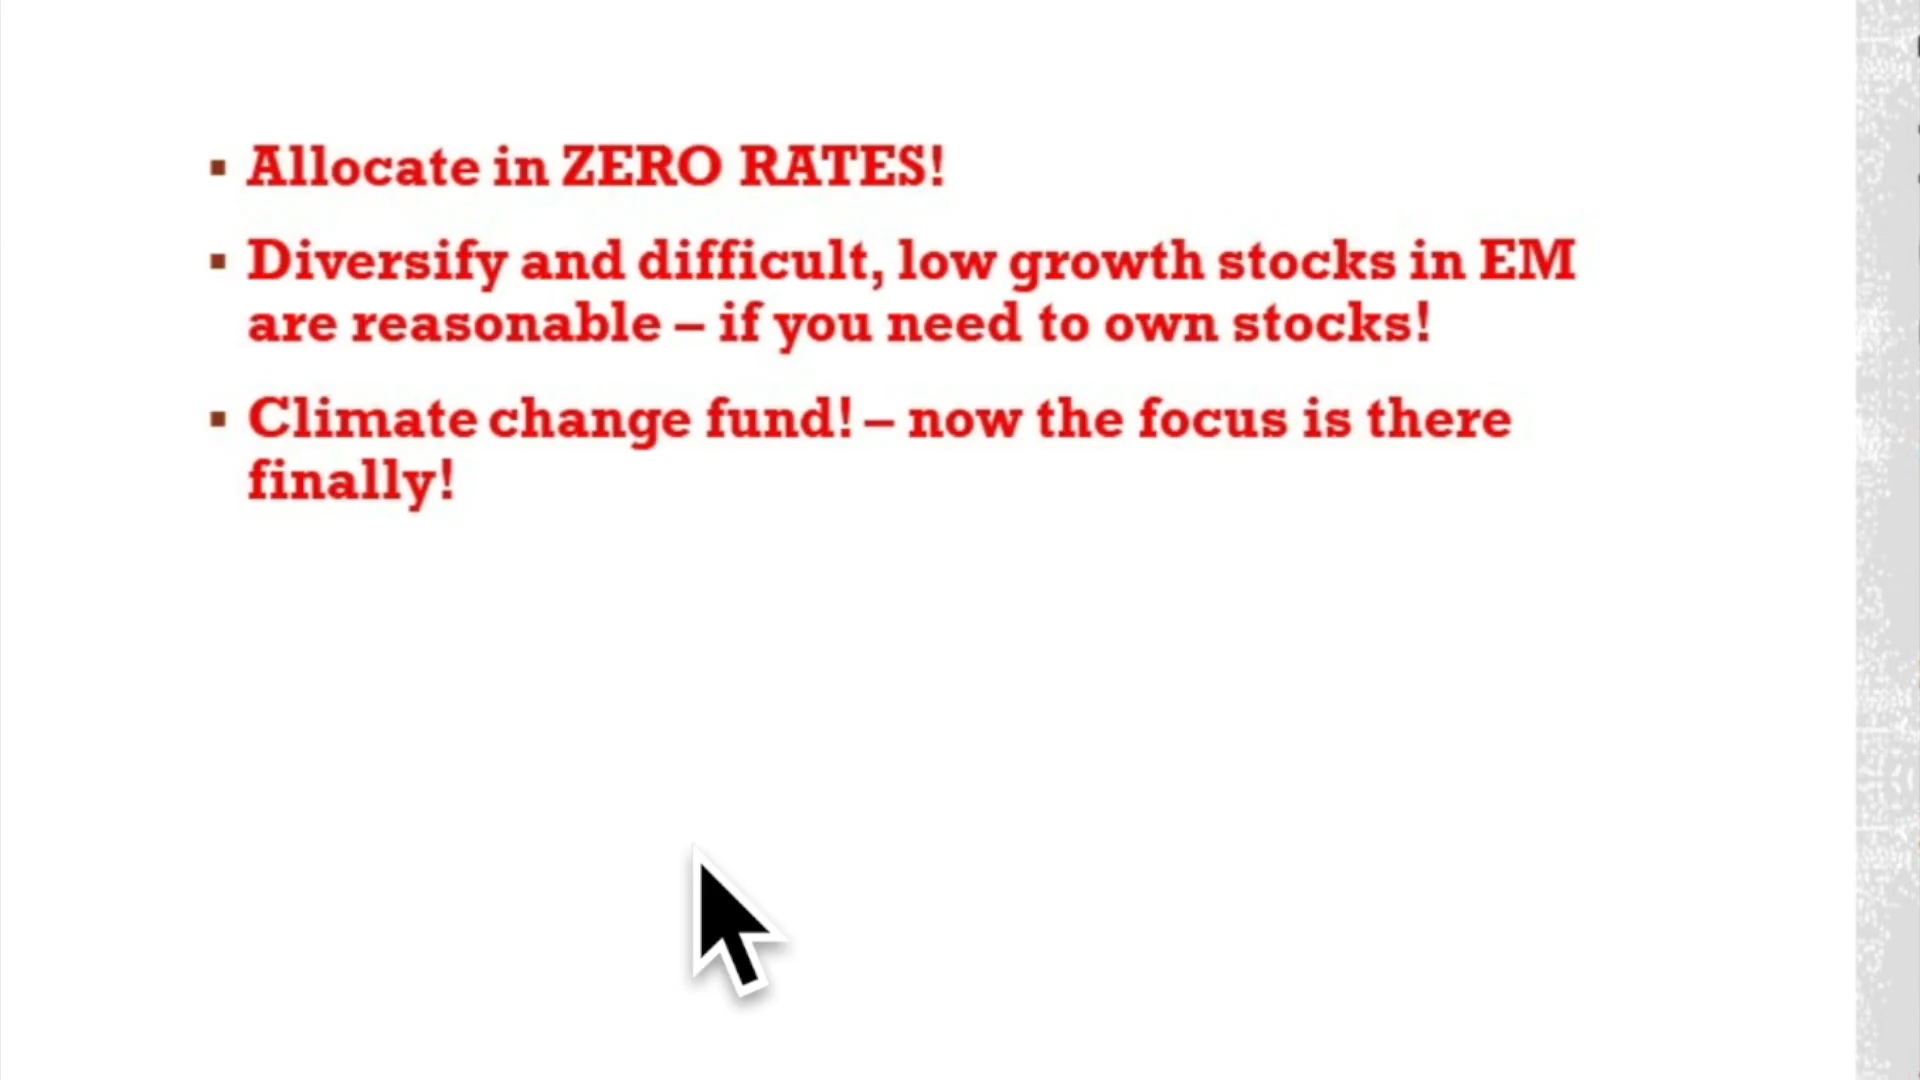 ▪ Allocate in ZERO RATES!
▪ Diversify and difficult, low growth stocks in EM
are reasonable – if you need to own stocks!
▪ Climate change fund! – now the focus is there
finally!